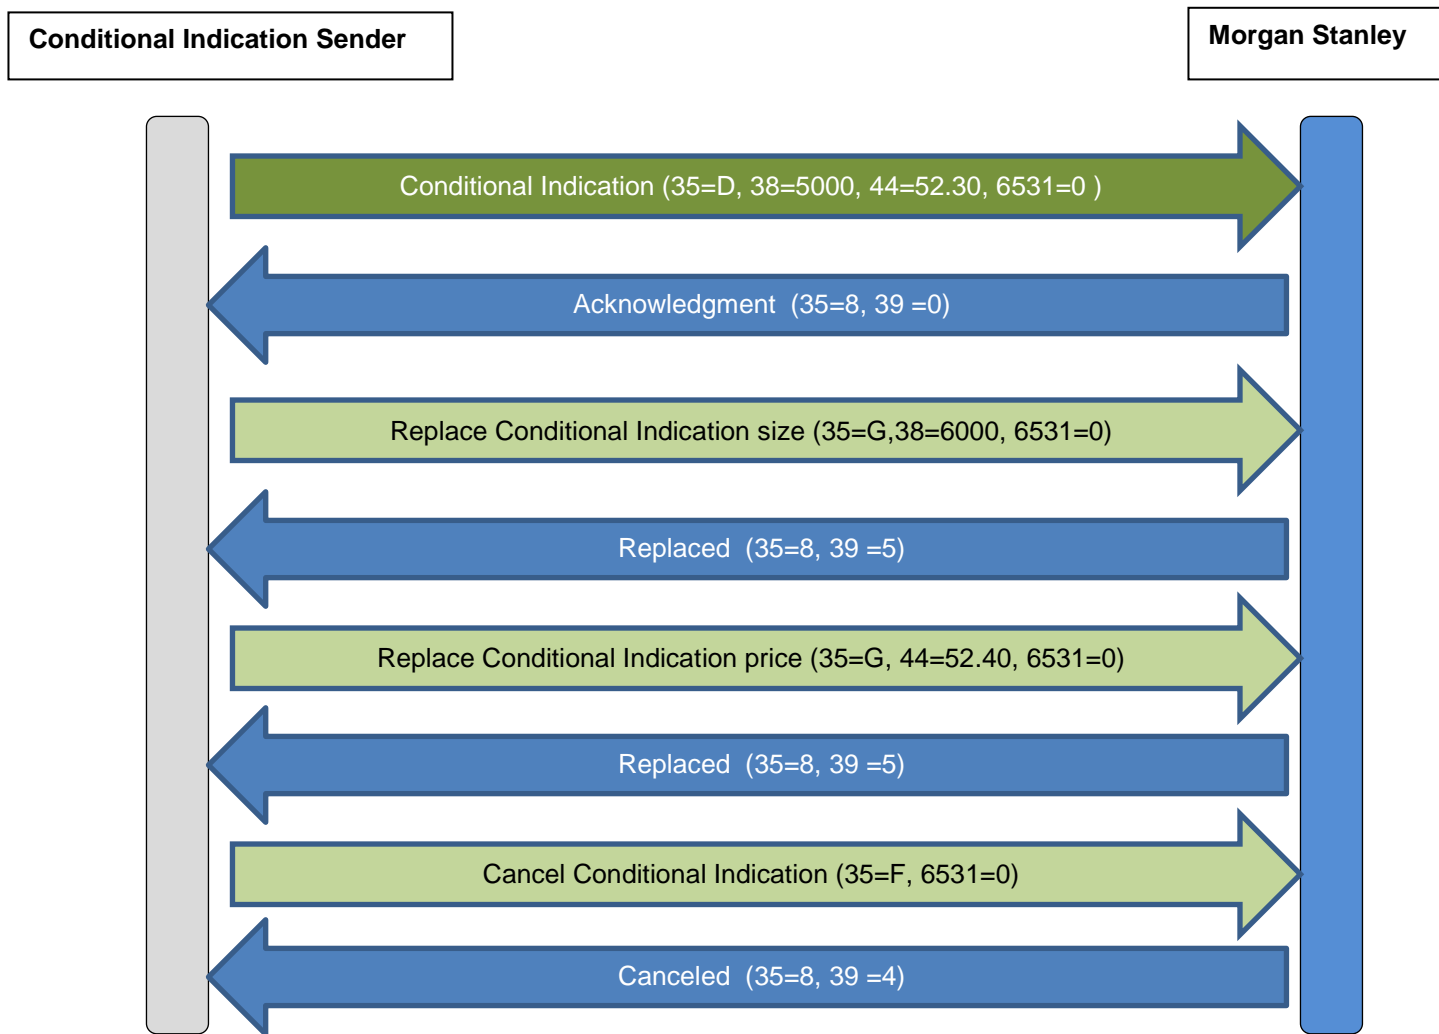 Conditional Indication Sender
Morgan Stanley
Conditional Indication (35=D, 38=5000, 44=52.30, 6531=0 )
Acknowledgment  (35=8, 39 =0)
Replace Conditional Indication size (35=G,38=6000, 6531=0)
Replaced  (35=8, 39 =5)
Replace Conditional Indication price (35=G, 44=52.40, 6531=0)
Replaced  (35=8, 39 =5)
Cancel Conditional Indication (35=F, 6531=0)
Canceled  (35=8, 39 =4)